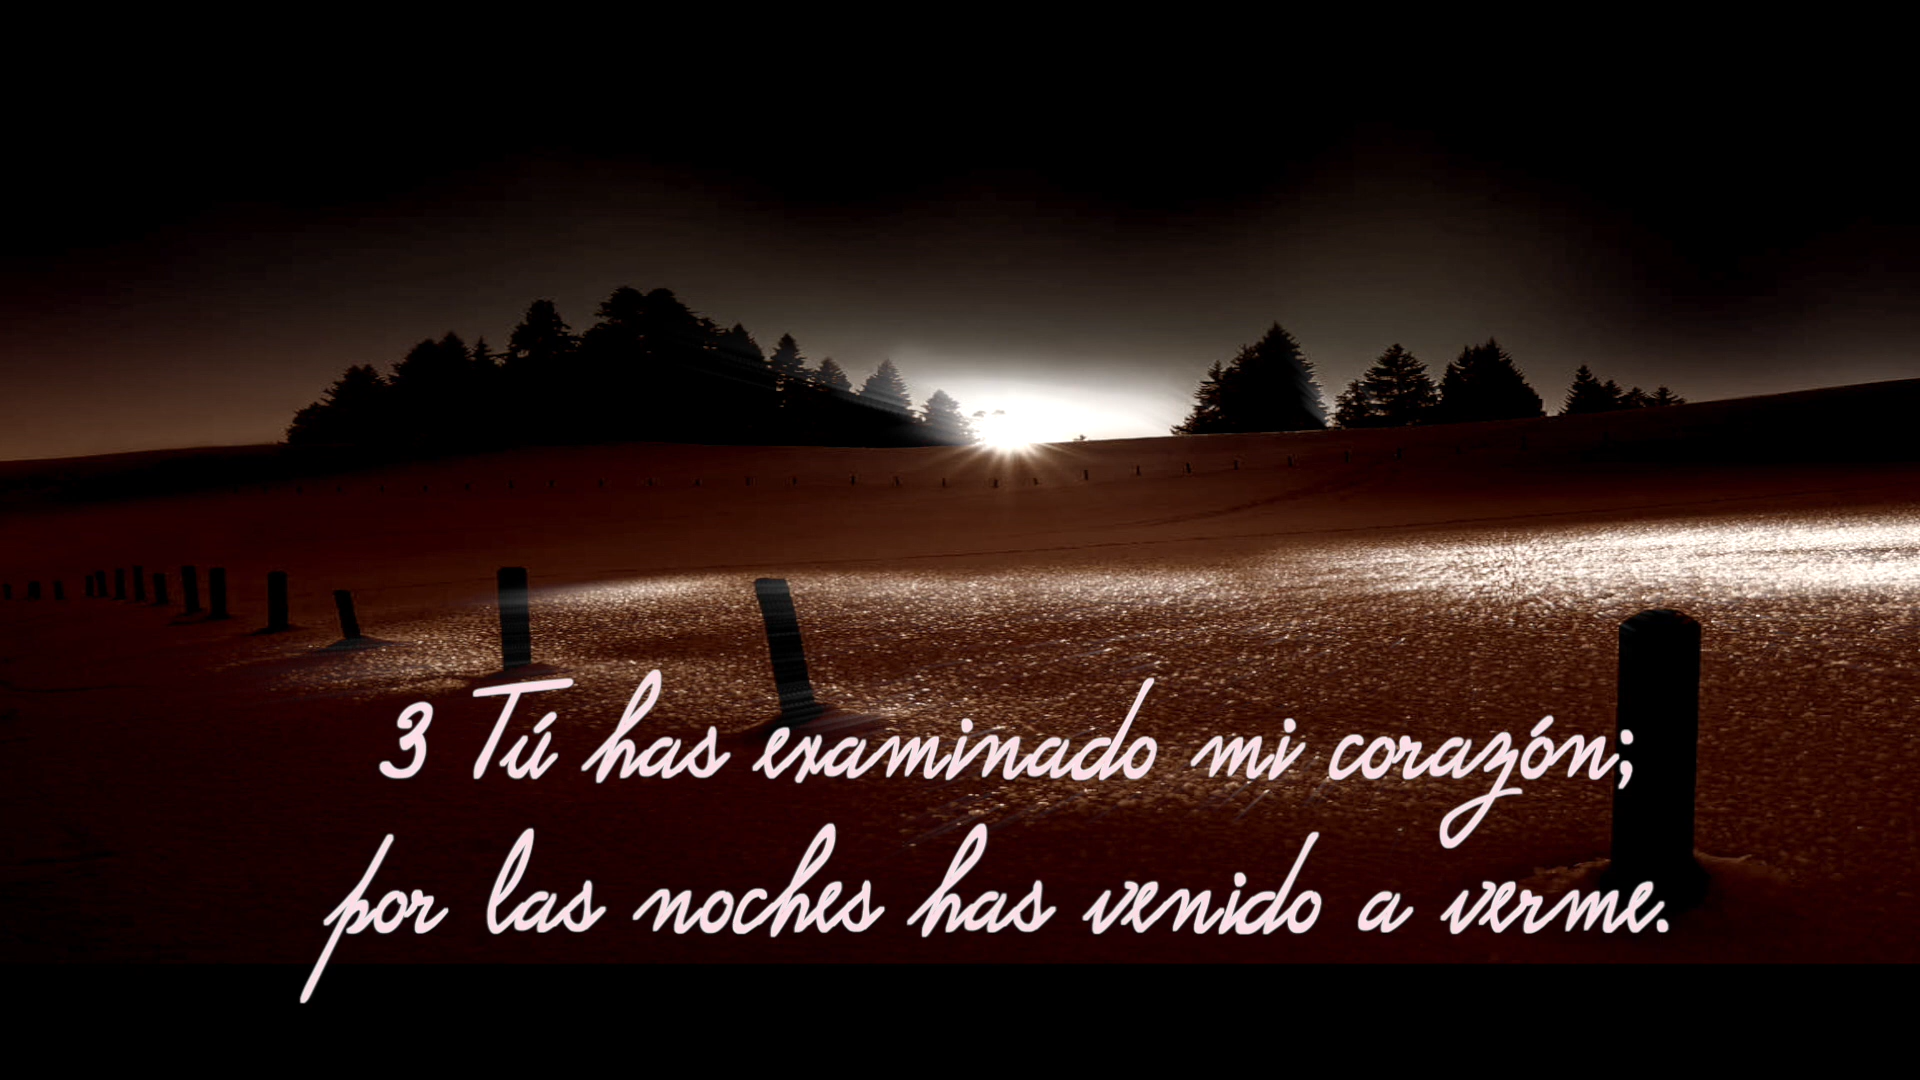 3 Tú has examinado mi corazón;
por las noches has venido a verme.